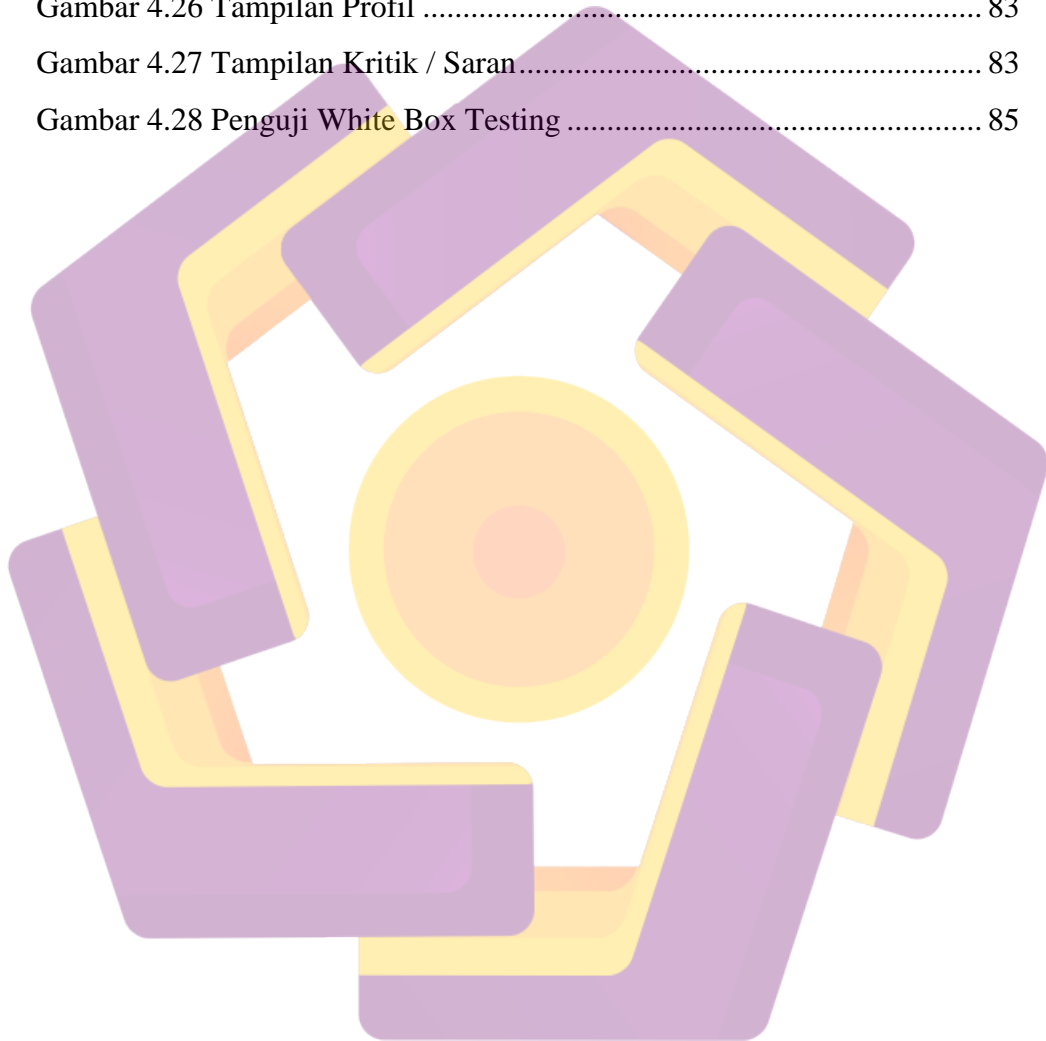 Gambar 4.26 Tampilan Profil ...................................................................... 83
Gambar 4.27 Tampilan Kritik / Saran.......................................................... 83
Gambar 4.28 Penguji White Box Testing .................................................... 85